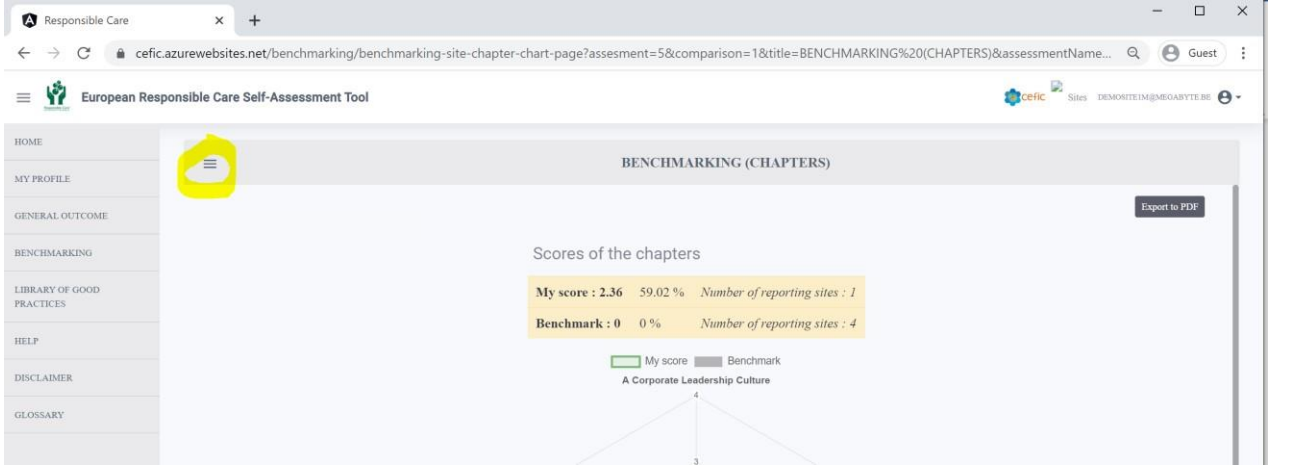 Responsible Care
cefic.azurewebsites.net/benchmarking/benchmarking-site-chapter-chart-page?assesment=5&comparison=1&title=BENCHMARKING%20(CHAPTERS)&assessmentName...
Guest
European Responsible Care Self-Assessment Tool
cefic
Sites
DEMOSITE1M@MEGABYTE.BE
HOME
MY PROFILE
GENERAL OUTCOME
BENCHMARKING
LIBRARY OF GOOD
PRACTICES
HELP
DISCLAIMER
GLOSSARY
BENCHMARKING (CHAPTERS)
Export to PDF
Scores of the chapters
My score : 2.36 59.02 % Number of reporting sites : 1
Benchmark : 0 0 % Number of reporting sites : 4
My score Benchmark
A Corporate Leadership Culture
4
3